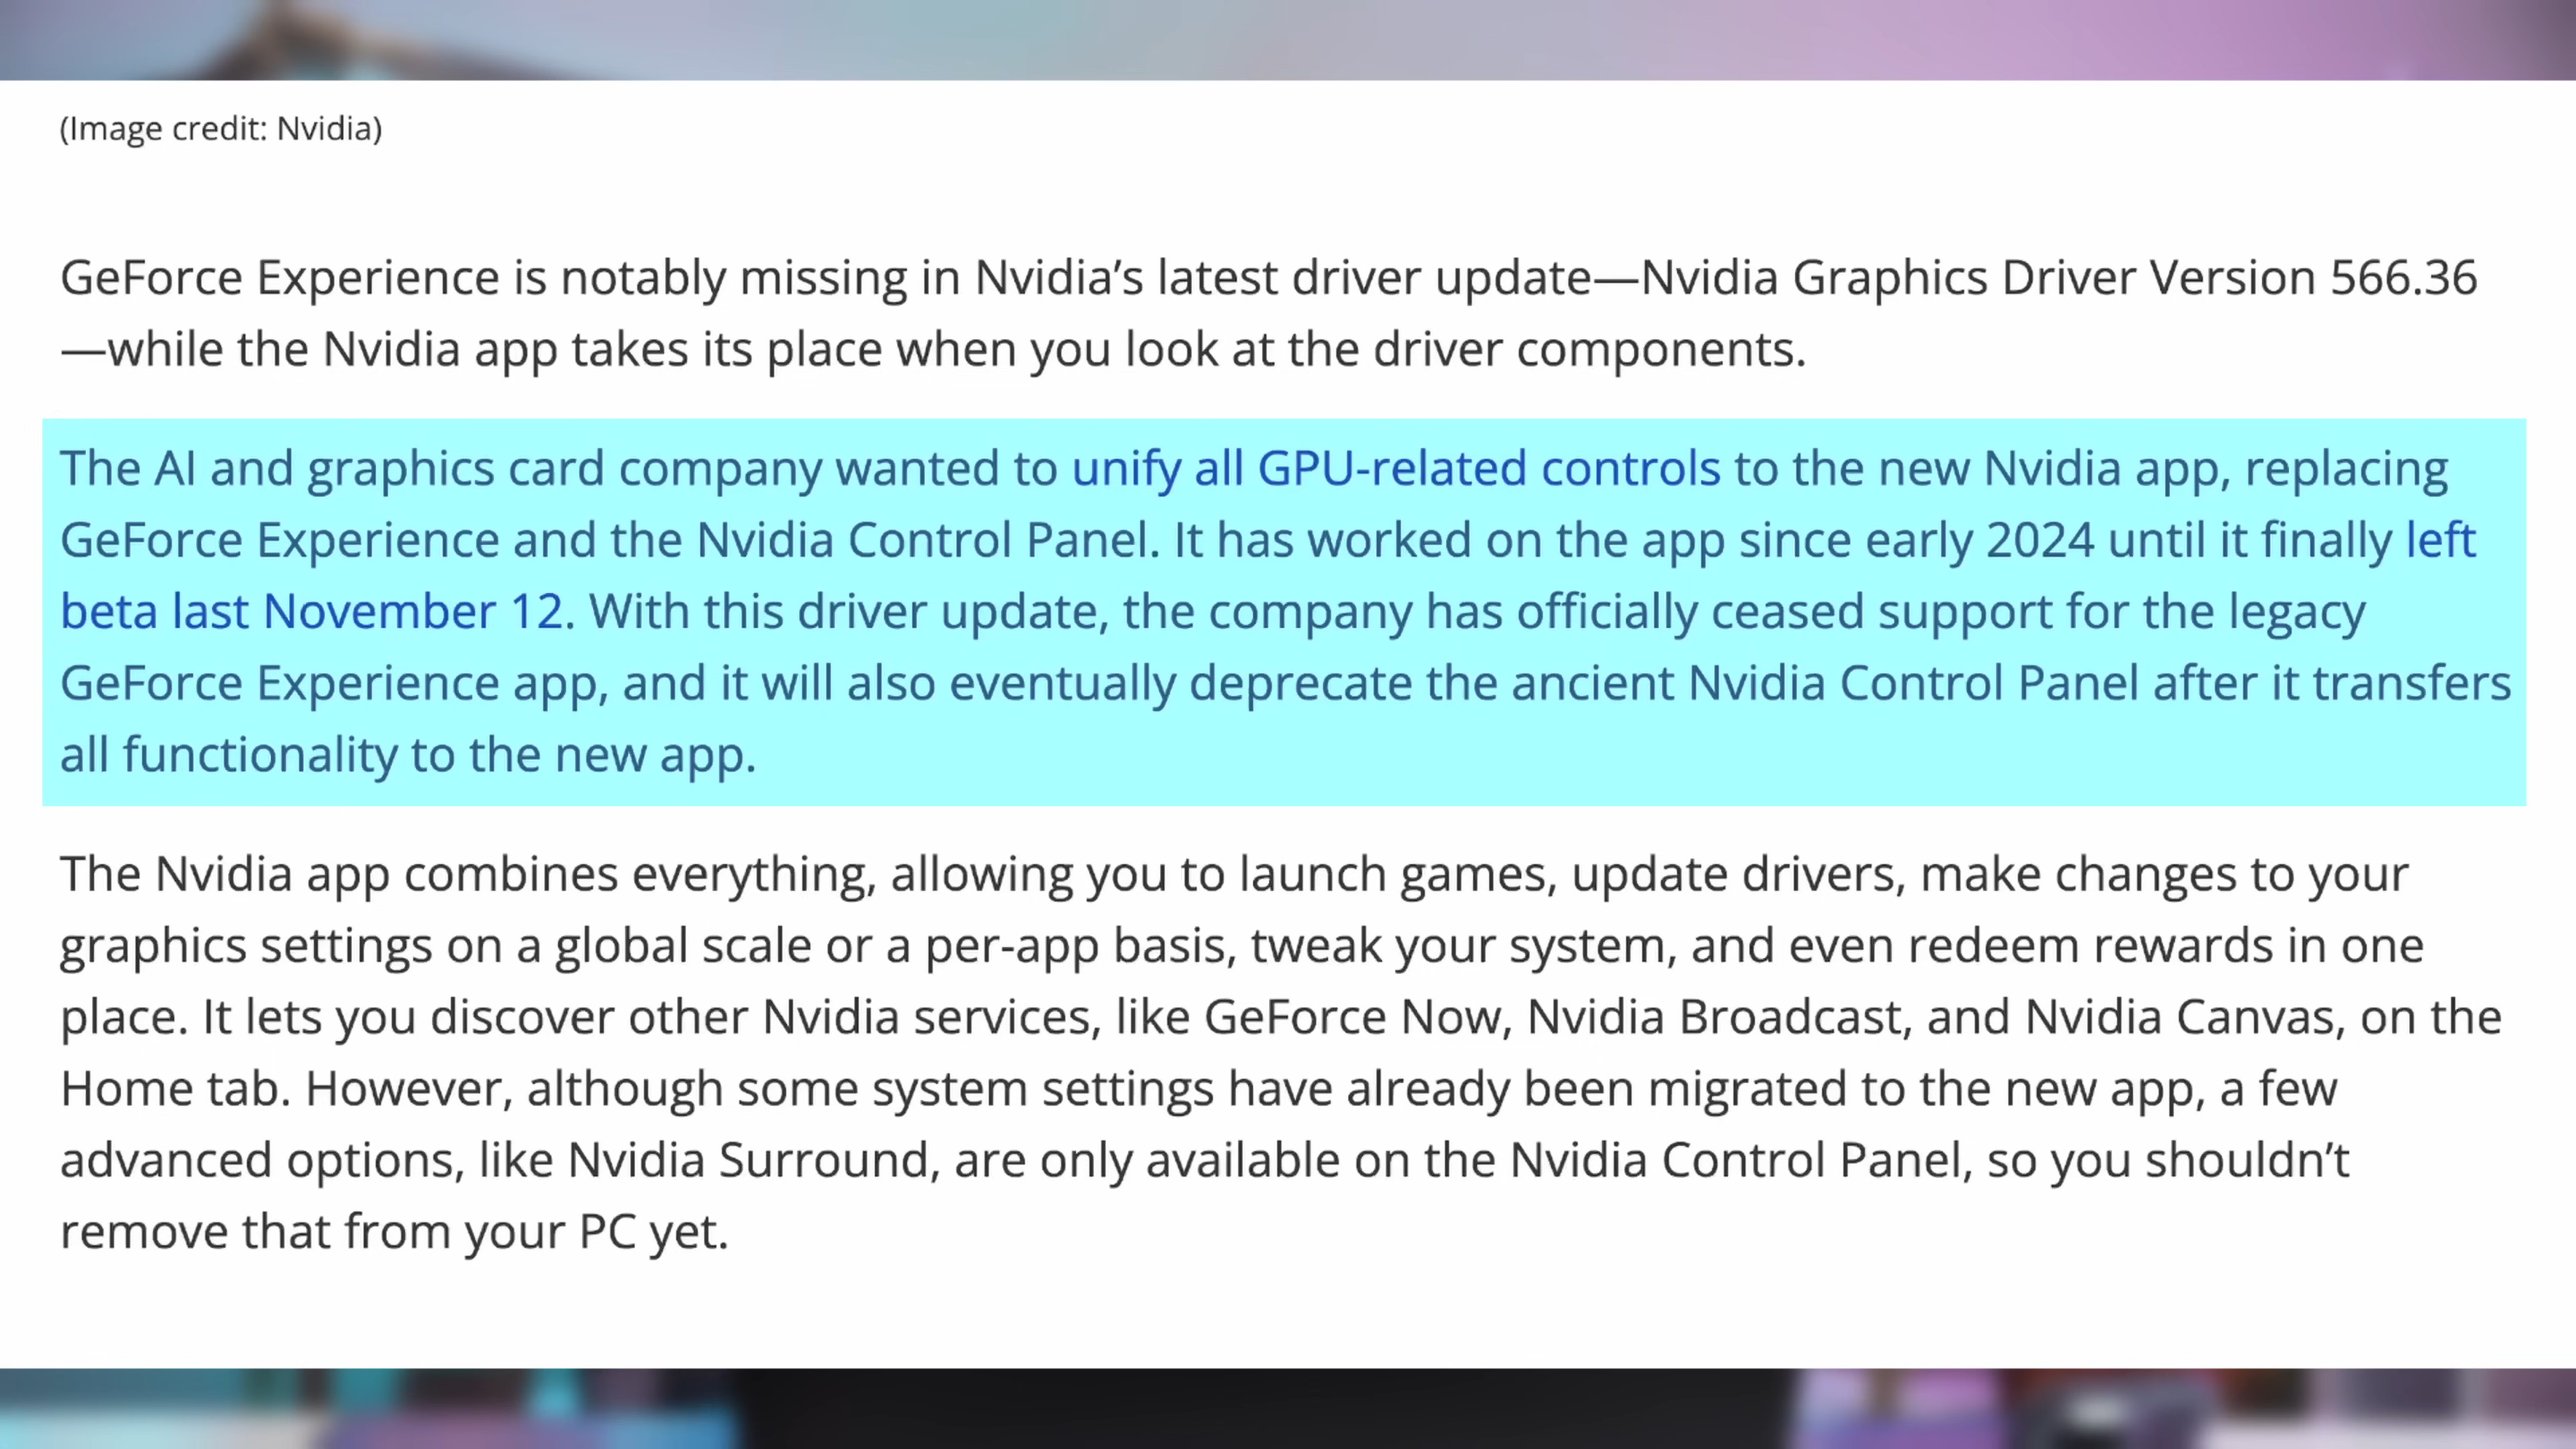 (Image credit: Nvidia)
GeForce Experience is notably missing in Nvidia’s latest driver update—Nvidia Graphics Driver Version 566.36
—while the Nvidia app takes its place when you look at the driver components.
The AI and graphics card company wanted to unify all GPU-related controls to the new Nvidia app, replacing
GeForce Experience and the Nvidia Control Panel. It has worked on the app since early 2024 until it finally left
beta last November 12. With this driver update, the company has officially ceased support for the legacy
GeForce Experience app, and it will also eventually deprecate the ancient Nvidia Control Panel after it transfers
all functionality to the new app.
The Nvidia app combines everything, allowing you to launch games, update drivers, make changes to your
graphics settings on a global scale or a per-app basis, tweak your system, and even redeem rewards in one
place. It lets you discover other Nvidia services, like GeForce Now, Nvidia Broadcast, and Nvidia Canvas, on the
Home tab. However, although some system settings have already been migrated to the new app, a few
advanced options, like Nvidia Surround, are only available on the Nvidia Control Panel, so you shouldn’t
remove that from your PC yet.